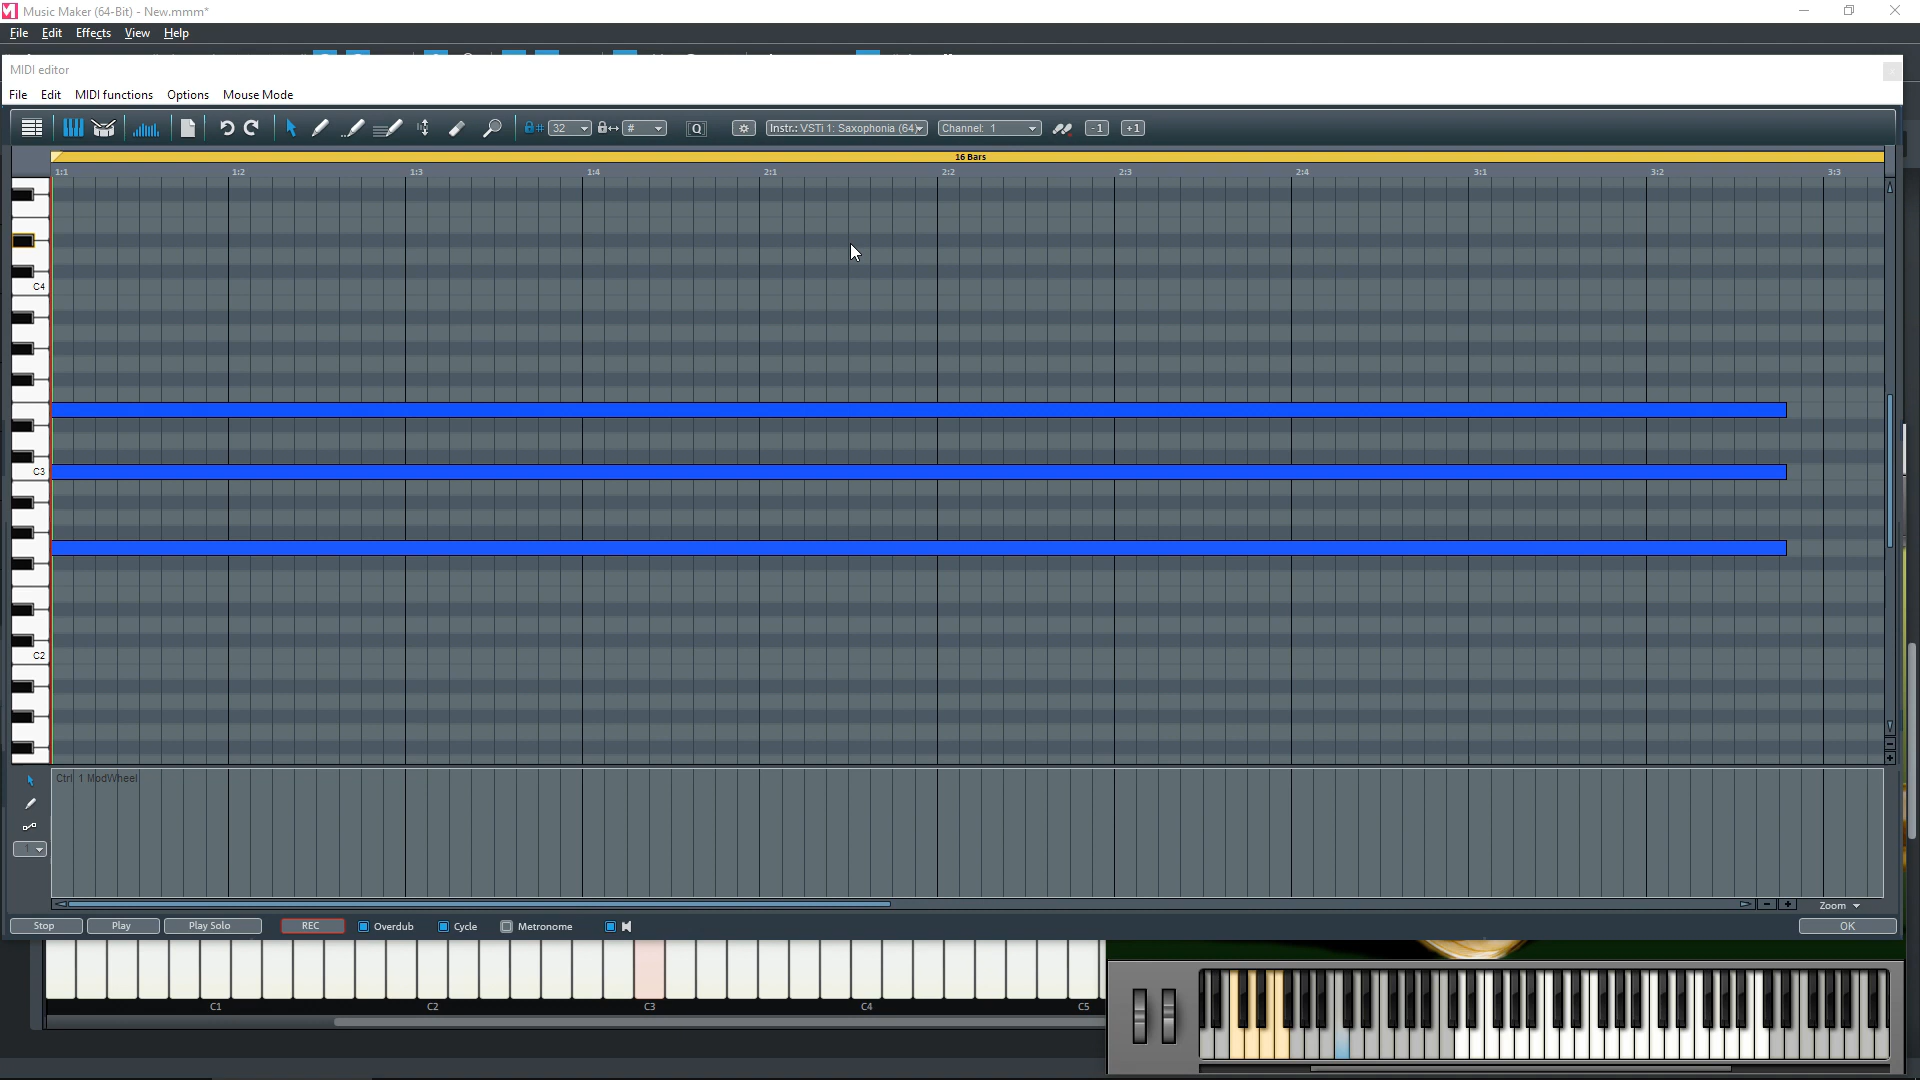 Music Maker (64-Bit) - New.mmm*
File Edit Effects View Help
MIDI editor
File Edit MIDI functions Options Mouse Mode
32 # Q Instr.: VSTi 1: Saxophonia (64) Channel: 1 -1 +1
16 Bars
1:1 1:2 1:3 1:4 2:1 2:2 2:3 2:4 3:1 3:2 3:3
C4
C3
C2
Ctrl 1 ModWheel
1
Zoom
Stop Play Play Solo REC Overdub Cycle Metronome OK
C1 C2 C3 C4 C5